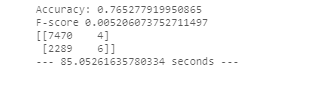 Accuracy: 0.765277919950865
F-score 0.005206073752711497
[[7470    4]
 [2289    6]]
--- 85.05261635780334 seconds ---